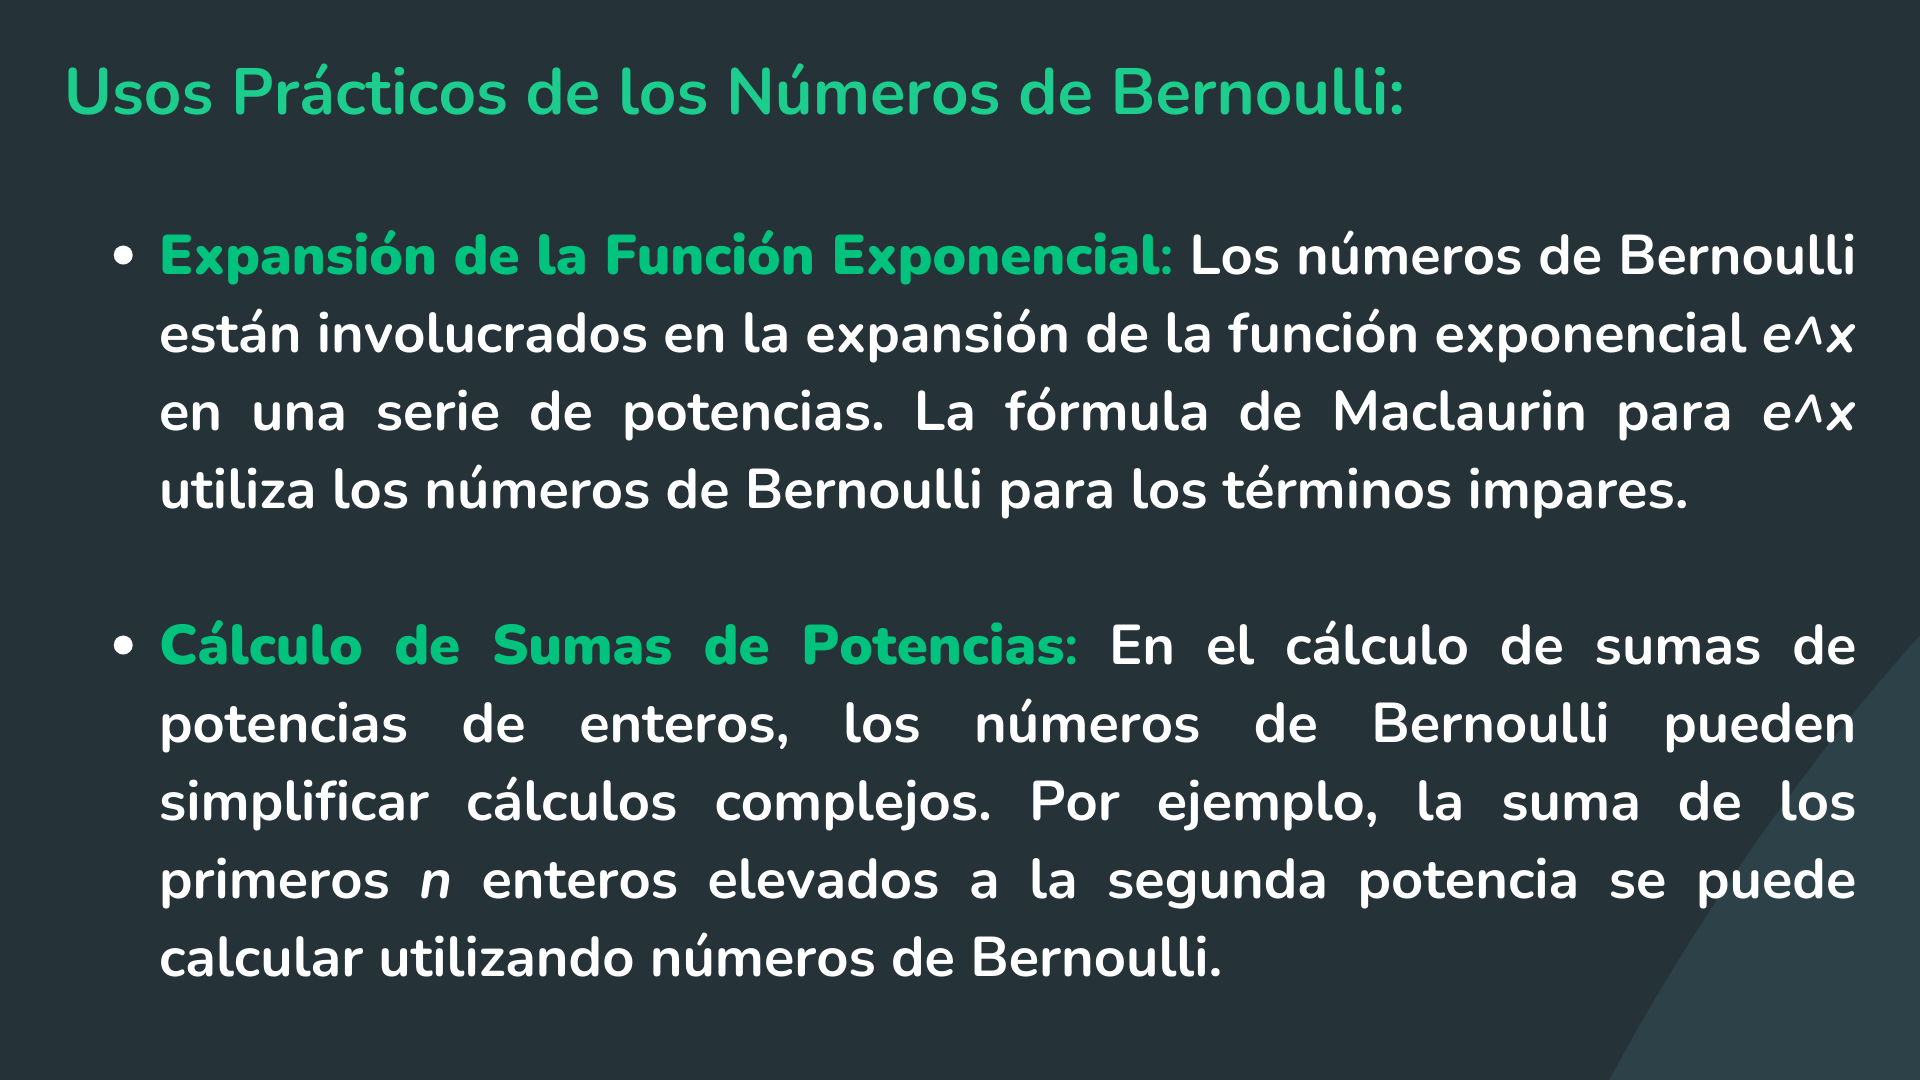 Usos Prácticos de los Números de Bernoulli:
• Expansión de la Función Exponencial: Los números de Bernoulli
están involucrados en la expansión de la función exponencial e^x
en una serie de potencias. La fórmula de Maclaurin para e^x
utiliza los números de Bernoulli para los términos impares.
• Cálculo de Sumas de Potencias: En el cálculo de sumas de
potencias de enteros, los números de Bernoulli pueden
simplificar cálculos complejos. Por ejemplo, la suma de los
primeros n enteros elevados a la segunda potencia se puede
calcular utilizando números de Bernoulli.